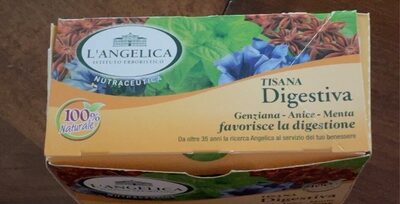 L'ANGELICA
ISTITUTO ERBORISTICO
NUTRACEUTICA
100%
Naturale
TISANA
Digestiva
Genziana - Anice - Menta
favorisce la digestione
Da oltre 35 anni la ricerca Angelica al servizio del tuo benessere
L'ANGELICA